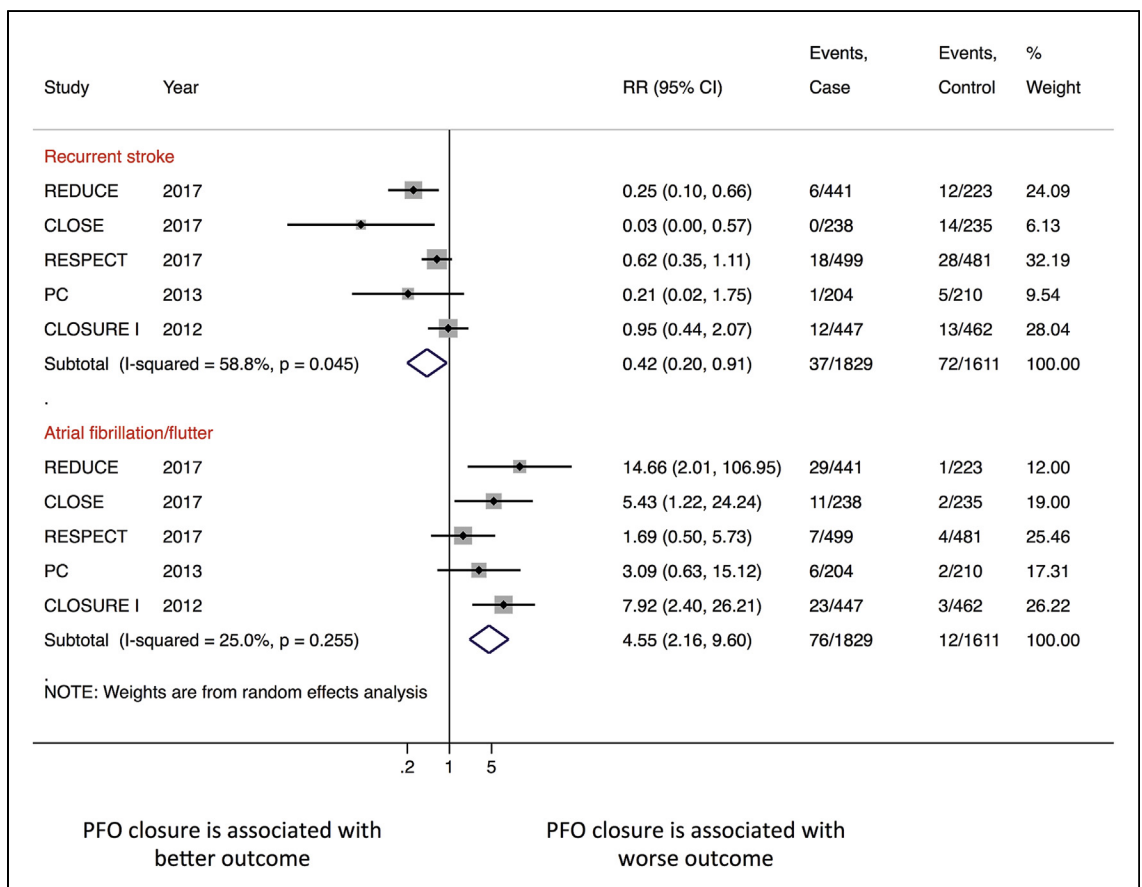 Events, Events, %
Study Year RR (95% CI) Case Control Weight
Recurrent stroke
REDUCE 2017 0.25 (0.10, 0.66) 6/441 12/223 24.09
CLOSE 2017 0.03 (0.00, 0.57) 0/238 14/235 6.13
RESPECT 2017 0.62 (0.35, 1.11) 18/499 28/481 32.19
PC 2013 0.21 (0.02, 1.75) 1/204 5/210 9.54
CLOSURE I 2012 0.95 (0.44, 2.07) 12/447 13/462 28.04
Subtotal (I-squared = 58.8%, p = 0.045) 0.42 (0.20, 0.91) 37/1829 72/1611 100.00
.
Atrial fibrillation/flutter
REDUCE 2017 14.66 (2.01, 106.95) 29/441 1/223 12.00
CLOSE 2017 5.43 (1.22, 24.24) 11/238 2/235 19.00
RESPECT 2017 1.69 (0.50, 5.73) 7/499 4/481 25.46
PC 2013 3.09 (0.63, 15.12) 6/204 2/210 17.31
CLOSURE I 2012 7.92 (2.40, 26.21) 23/447 3/462 26.22
Subtotal (I-squared = 25.0%, p = 0.255) 4.55 (2.16, 9.60) 76/1829 12/1611 100.00
.
NOTE: Weights are from random effects analysis
.2 1 5
PFO closure is associated with PFO closure is associated with
better outcome worse outcome